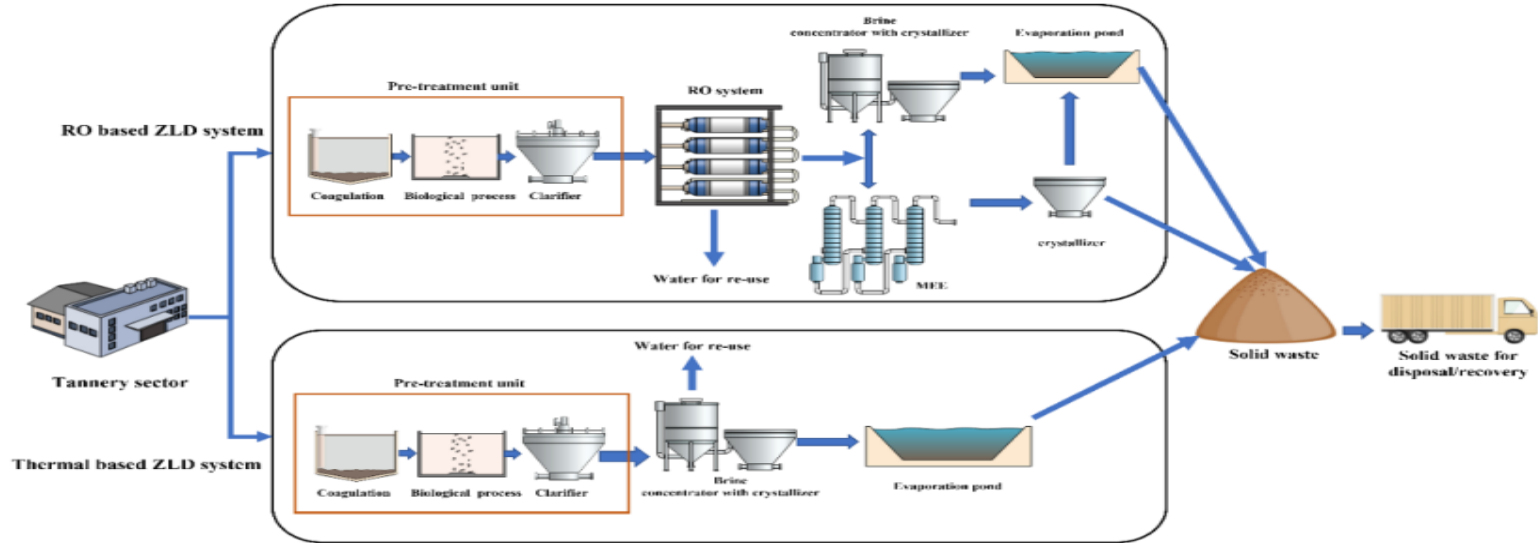 Brine
concentrator with crystallizer
Evaporation pond
Pre-treatment unit
RO system
RO based ZLD system
Coagulation
Biological process
Clarifier
crystallizer
Water for re-use
MEE
Tannery sector
Solid waste
Solid waste for
disposal/recovery
Water for re-use
Pre-treatment unit
Thermal based ZLD system
Coagulation
Biological process
Clarifier
Brine
concentrator with crystallizer
Evaporation pond